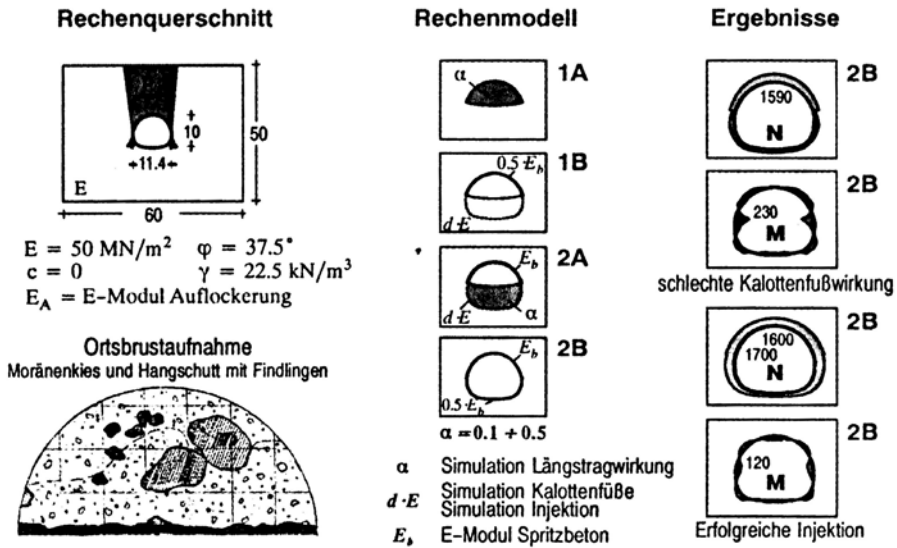 Rechenquerschnitt
10
50
11.4
E
60
E = 50 MN/m² φ = 37.5°
c = 0 γ = 22.5 kN/m³
E_A = E-Modul Auflockerung
Ortsbrustaufnahme
Moränenkies und Hangschutt mit Findlingen
Rechenmodell
α
1A
0.5·E_b
1B
d·E
E_b
2A
d·E
α
E_b
2B
0.5·E_b
α = 0.1 + 0.5
α Simulation Längstragwirkung
d·E Simulation Kalottenfüße
Simulation Injektion
E_b E-Modul Spritzbeton
Ergebnisse
2B
1590
N
2B
230
M
schlechte Kalottenfußwirkung
2B
1600
1700
N
2B
120
M
Erfolgreiche Injektion